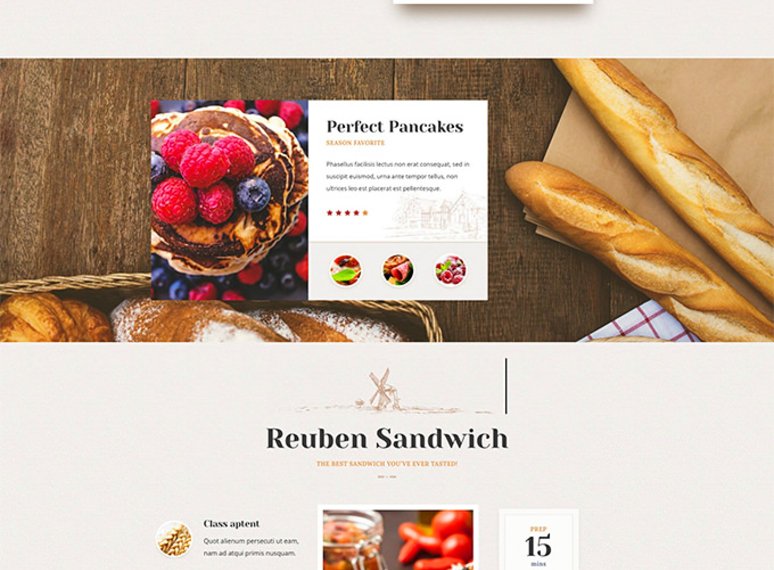 Perfect Pancakes
SEASON FAVORITE
Phasellus facilisis lectus non erat consequat, sed in
suscipit euismod, urna ante tempor tellus, non
ultrices leo est placerat est pellentesque.
Reuben Sandwich
THE BEST SANDWICH YOU'VE EVER TASTED!
Class aptent
Quot alienum persecuti ut eam,
nam ad atqui primis nusquam.
PREP
15
mins